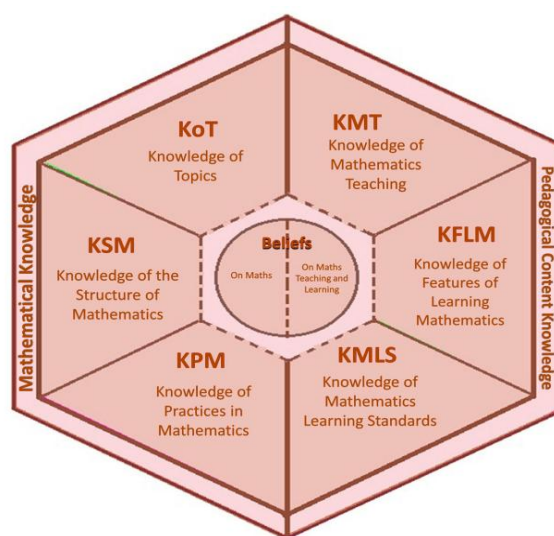 Mathematical Knowledge
KoT
Knowledge of
Topics
KMT
Knowledge of
Mathematics
Teaching
KSM
Knowledge of the
Structure of
Mathematics
Beliefs
On Maths
On Maths
Teaching and
Learning
KFLM
Knowledge of
Features of
Learning
Mathematics
KPM
Knowledge of
Practices in
Mathematics
KMLS
Knowledge of
Mathematics
Learning Standards
Pedagogical Content Knowledge